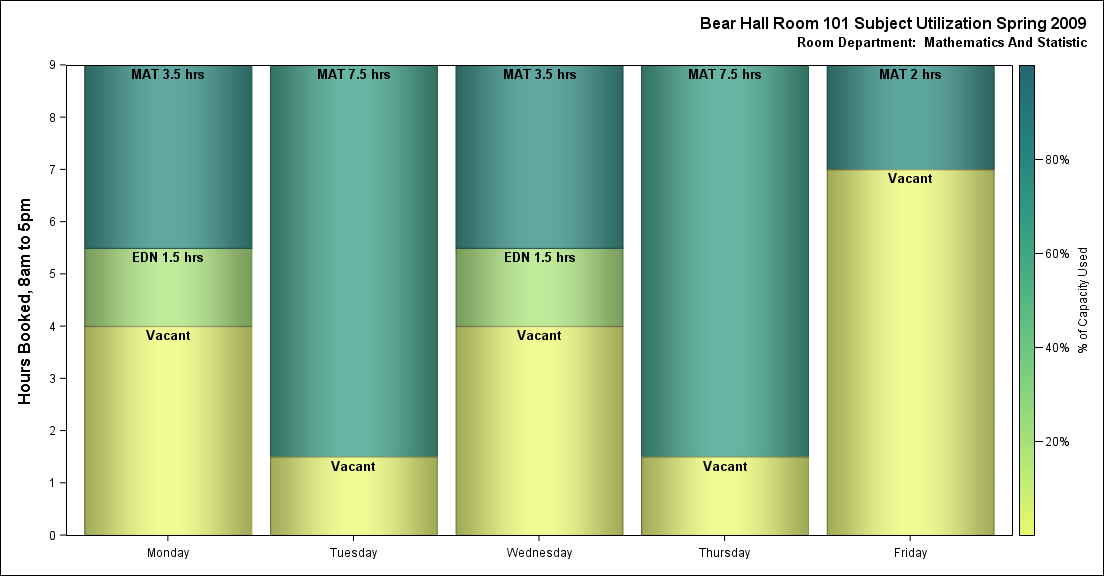 Bear Hall Room 101 Subject Utilization Spring 2009
Room Department:  Mathematics And Statistic
Hours Booked, 8am to 5pm
9
8
7
6
5
4
3
2
1
0
MAT 3.5 hrs
EDN 1.5 hrs
Vacant
MAT 7.5 hrs
Vacant
MAT 3.5 hrs
EDN 1.5 hrs
Vacant
MAT 7.5 hrs
Vacant
MAT 2 hrs
Vacant
Monday
Tuesday
Wednesday
Thursday
Friday
80%
60%
40%
20%
% of Capacity Used